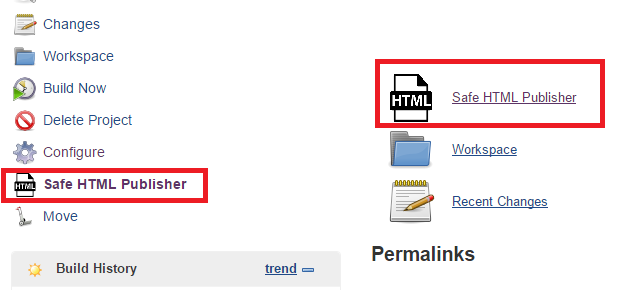 Changes
Workspace
Build Now
Delete Project
Configure
HTML Safe HTML Publisher
Move
Build History trend
HTML Safe HTML Publisher
Workspace
Recent Changes
Permalinks